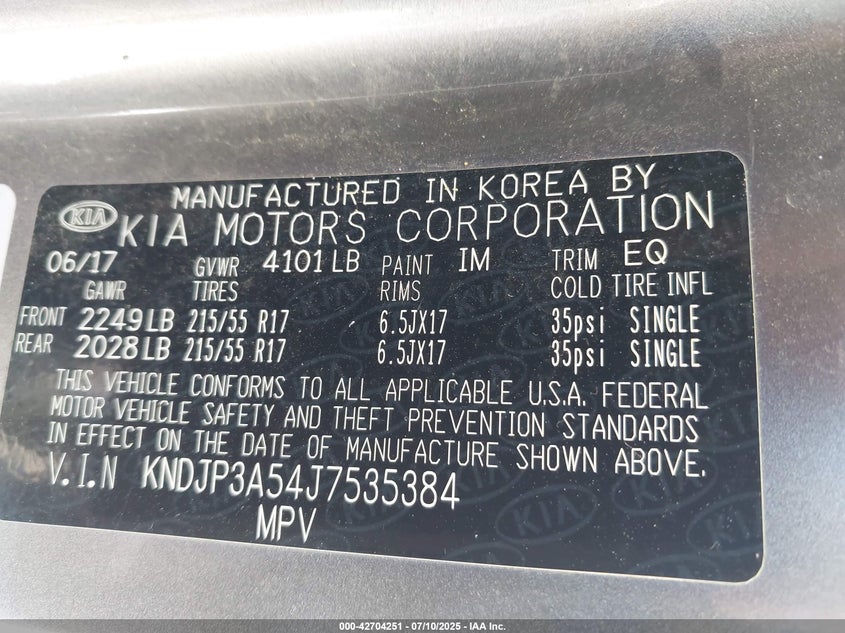 MANUFACTURED IN KOREA BY
KIA KIA MOTORS CORPORATION
06/17 GVWR 4101 LB PAINT IM TRIM EQ
GAWR TIRES RIMS COLD TIRE INFL
FRONT 2249 LB 215/55 R17 6.5JX17 35psi SINGLE
REAR 2028 LB 215/55 R17 6.5JX17 35psi SINGLE
THIS VEHICLE CONFORMS TO ALL APPLICABLE U.S.A. FEDERAL
MOTOR VEHICLE SAFETY AND THEFT PREVENTION STANDARDS
IN EFFECT ON THE DATE OF MANUFACTURE SHOWN ABOVE.
V.I.N KNDJP3A54J7535384
MPV
000-42704251 | 07/10/2025 | IAA Inc.